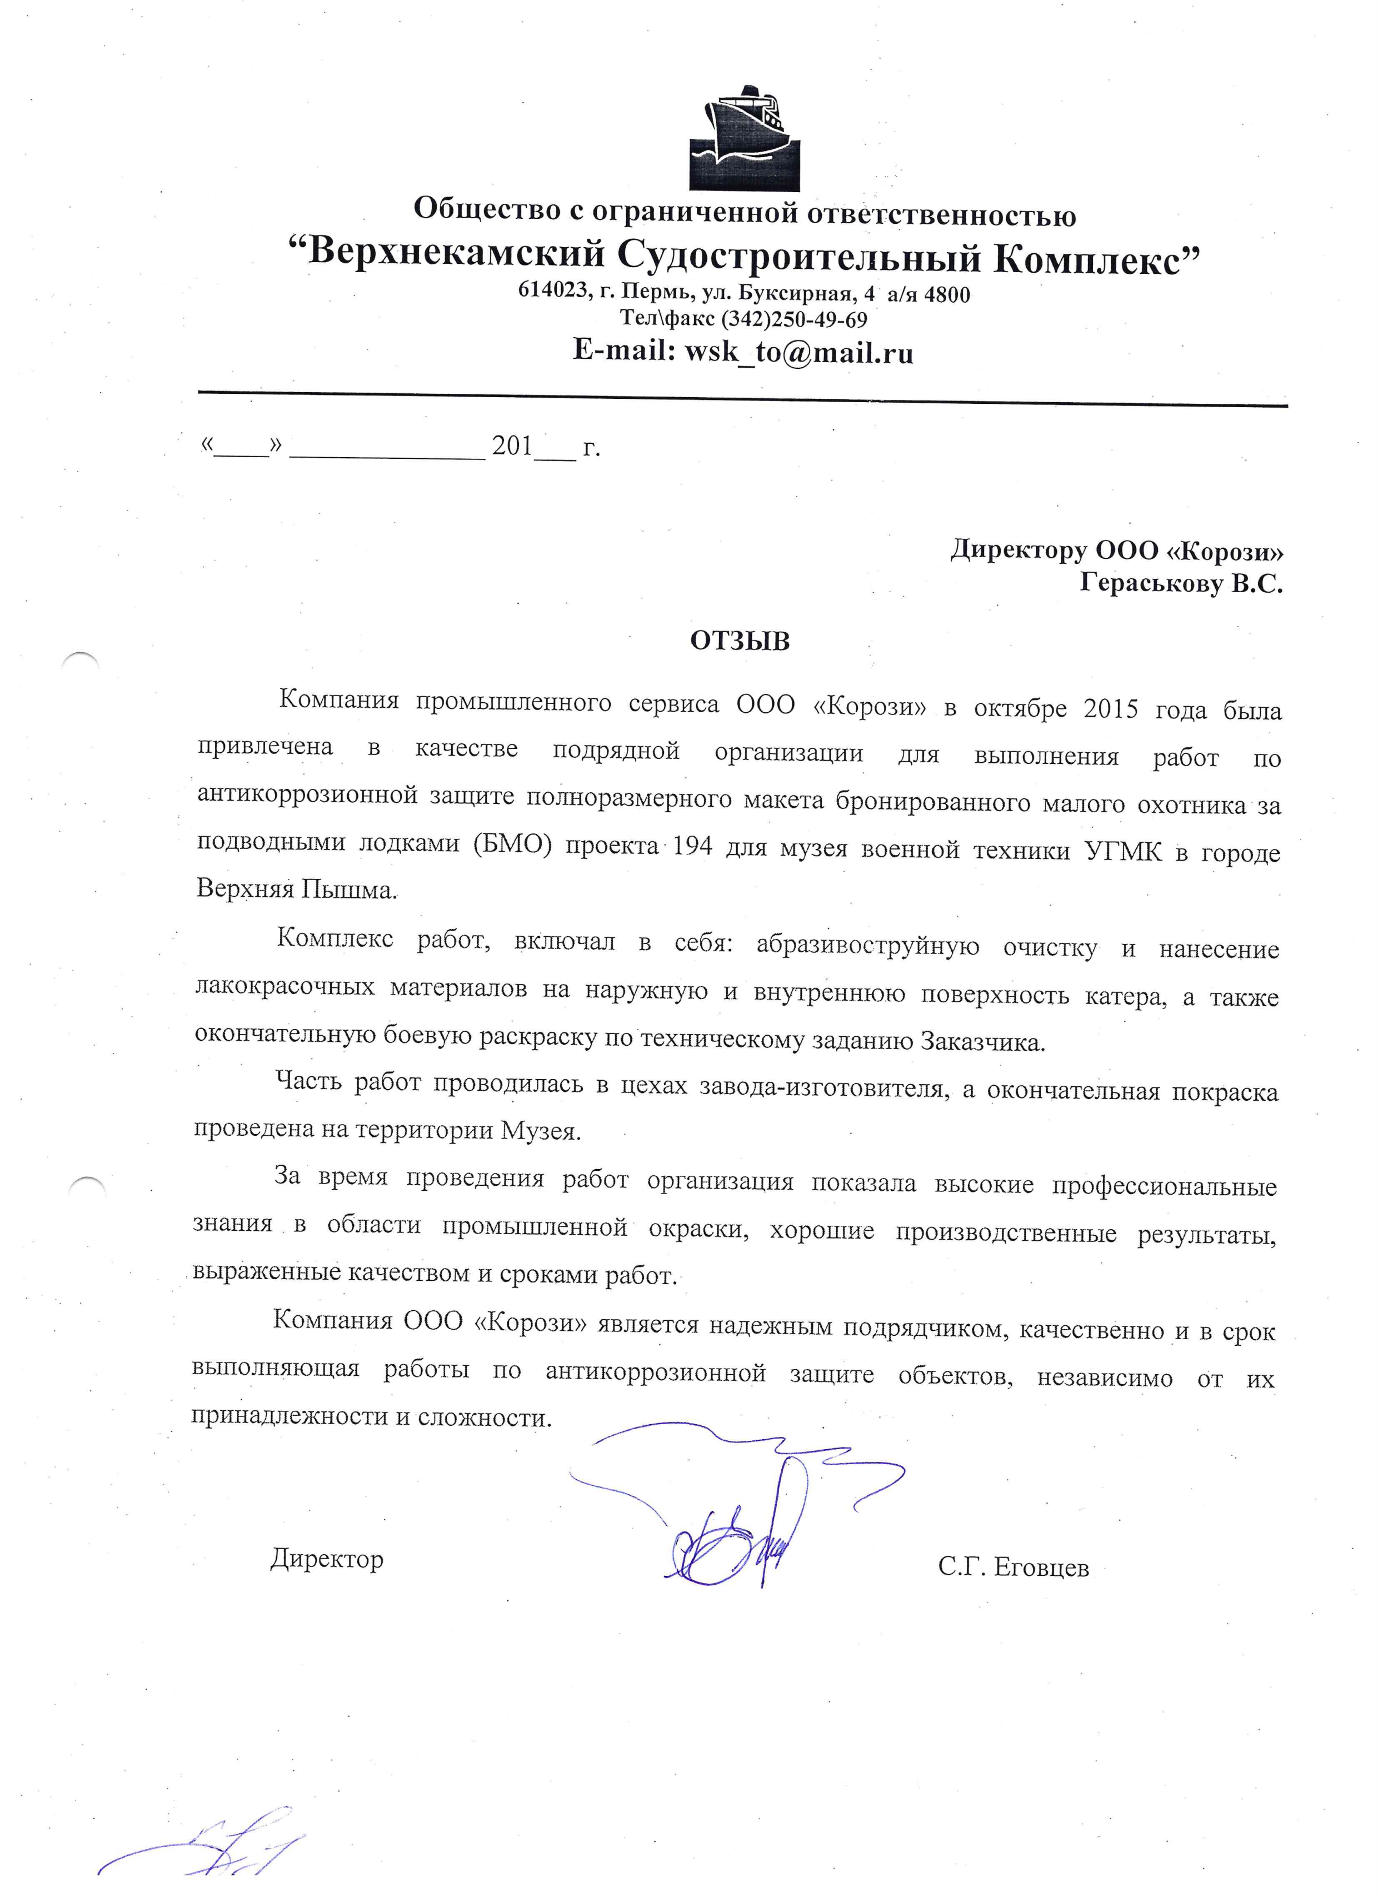 Общество с ограниченной ответственностью
“Верхнекамский Судостроительный Комплекс”
614023, г. Пермь, ул. Буксирная, 4 а/я 4800
Тел\факс (342)250-49-69
E-mail: wsk_to@mail.ru
«____» ______________ 201___ г.
Директору ООО «Корози»
Гераськову В.С.
ОТЗЫВ
Компания промышленного сервиса ООО «Корози» в октябре 2015 года была
привлечена в качестве подрядной организации для выполнения работ по
антикоррозионной защите полноразмерного макета бронированного малого охотника за
подводными лодками (БМО) проекта 194 для музея военной техники УГМК в городе
Верхняя Пышма.
Комплекс работ, включал в себя: абразивоструйную очистку и нанесение
лакокрасочных материалов на наружную и внутреннюю поверхность катера, а также
окончательную боевую раскраску по техническому заданию Заказчика.
Часть работ проводилась в цехах завода-изготовителя, а окончательная покраска
проведена на территории Музея.
За время проведения работ организация показала высокие профессиональные
знания в области промышленной окраски, хорошие производственные результаты,
выраженные качеством и сроками работ.
Компания ООО «Корози» является надежным подрядчиком, качественно и в срок
выполняющая работы по антикоррозионной защите объектов, независимо от их
принадлежности и сложности.
Директор С.Г. Еговцев